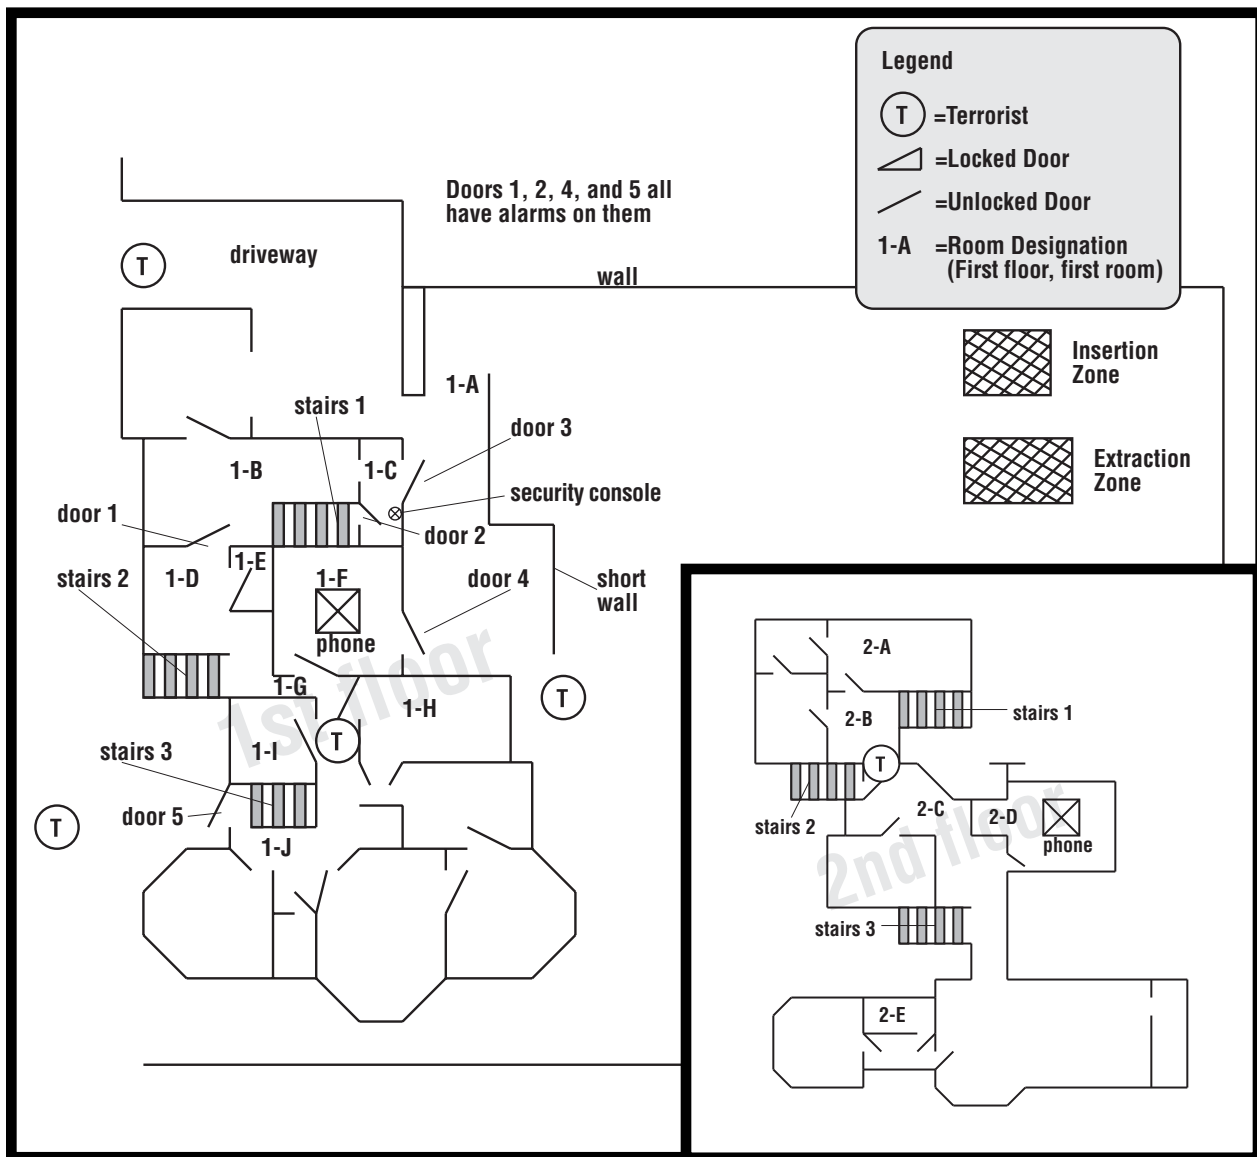 Legend
T =Terrorist
=Locked Door
=Unlocked Door
1-A =Room Designation
(First floor, first room)
Doors 1, 2, 4, and 5 all
have alarms on them
T
driveway
wall
Insertion
Zone
1-A
stairs 1
door 3
1-B
1-C
Extraction
Zone
security console
door 1
door 2
1-E
stairs 2
1-D
1-F
door 4
short
wall
phone
1-G
1st floor
T
1-H
T
stairs 3
1-I
T
door 5
1-J
2-A
2-B
stairs 1
T
stairs 2
2-C
2-D
phone
2nd floor
stairs 3
2-E